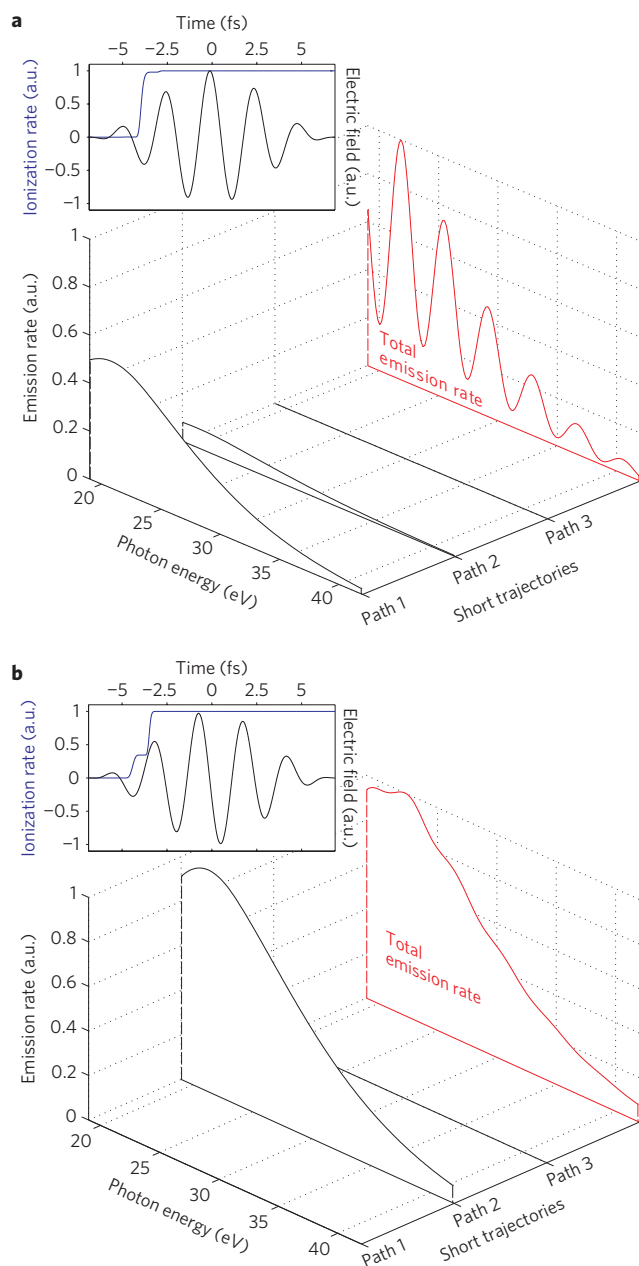 a
Time (fs)
−5 −2.5 0 2.5 5
Ionization rate (a.u.)
1
0.5
0
−0.5
−1
Electric field (a.u.)
Emission rate (a.u.)
1
0.8
0.6
0.4
0.2
0
Total
emission rate
20
25
30
35
40
Photon energy (eV)
Path 1
Path 2
Path 3
Short trajectories
b
Time (fs)
−5 −2.5 0 2.5 5
Ionization rate (a.u.)
1
0.5
0
−0.5
−1
Electric field (a.u.)
Emission rate (a.u.)
1
0.8
0.6
0.4
0.2
0
Total
emission rate
20
25
30
35
40
Photon energy (eV)
Path 1
Path 2
Path 3
Short trajectories